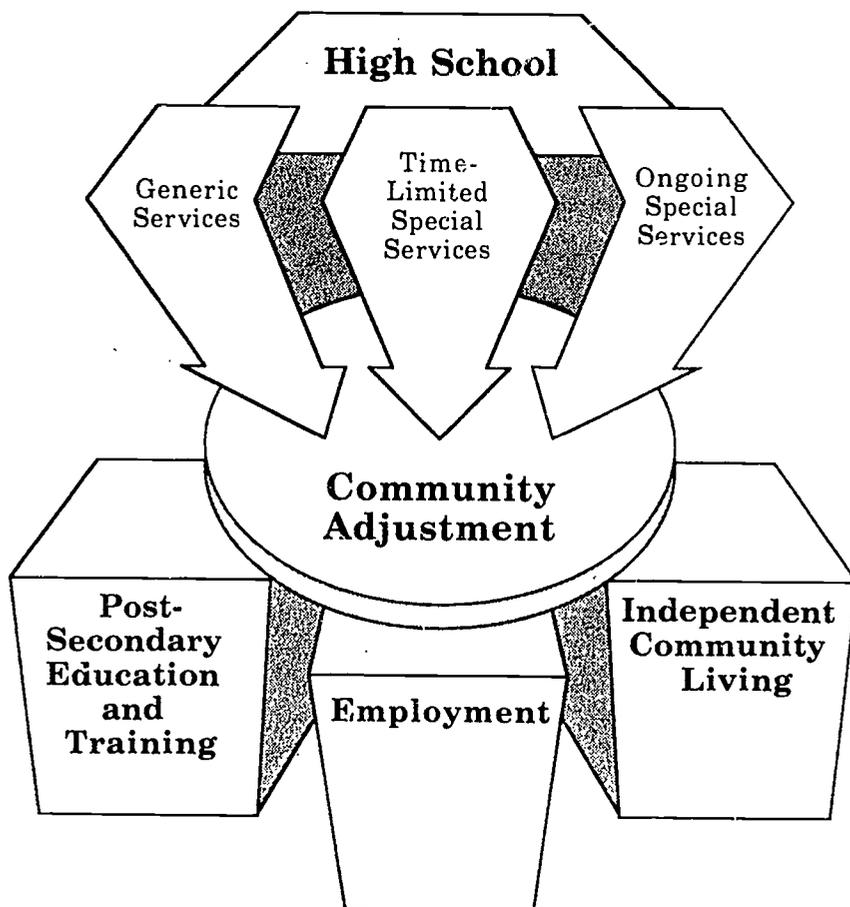 High School
Generic
Services
Time-
Limited
Special
Services
Ongoing
Special
Services
Community
Adjustment
Post-
Secondary
Education
and
Training
Employment
Independent
Community
Living